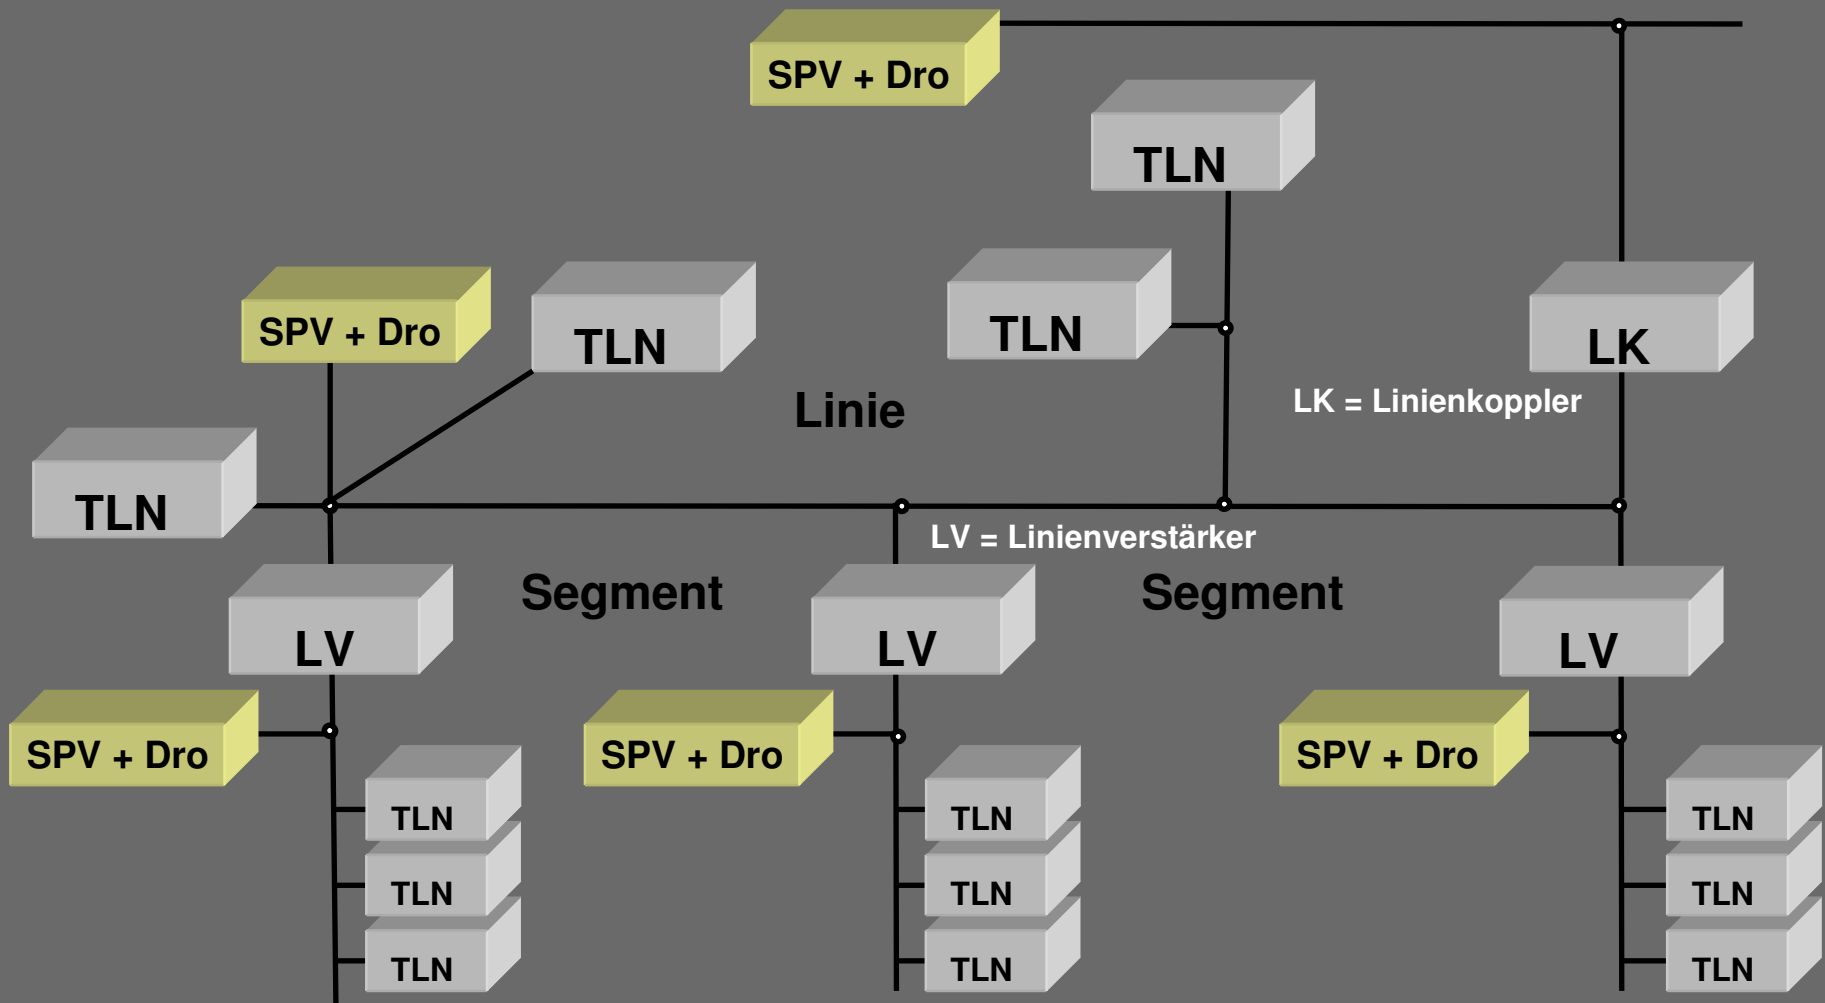 SPV + Dro
TLN
SPV + Dro
TLN
TLN
LK
Linie
LK = Linienkoppler
TLN
LV = Linienverstärker
Segment
Segment
LV
LV
LV
SPV + Dro
SPV + Dro
SPV + Dro
TLN
TLN
TLN
TLN
TLN
TLN
TLN
TLN
TLN